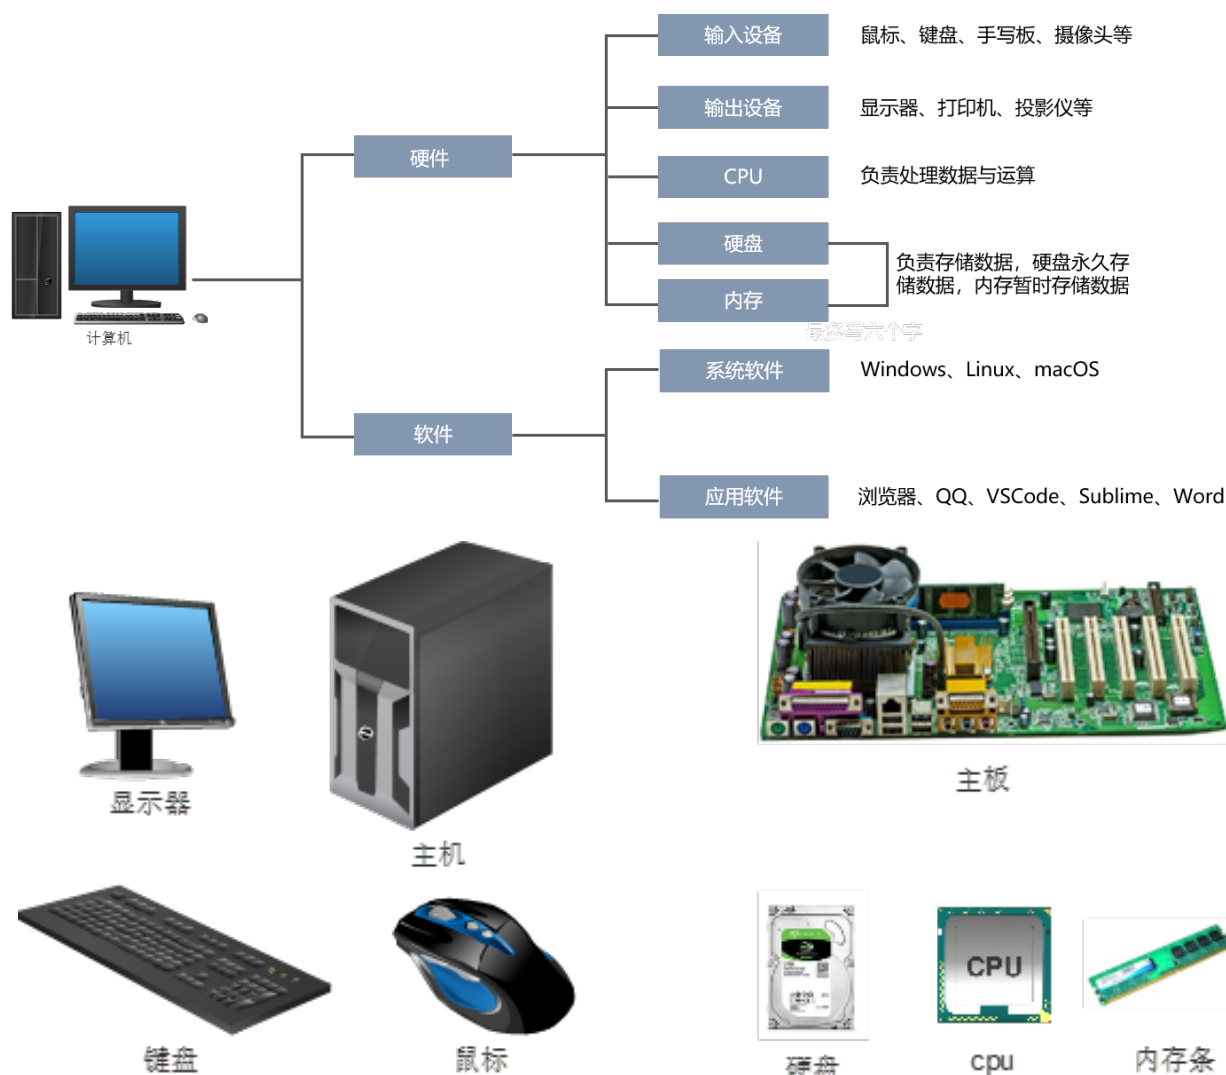 输入设备
鼠标、键盘、手写板、摄像头等
输出设备
显示器、打印机、投影仪等
硬件
CPU
负责处理数据与运算
硬盘
负责存储数据，硬盘永久存
储数据，内存暂时存储数据
内存
最多写六个字
计算机
系统软件
Windows、Linux、macOS
软件
应用软件
浏览器、QQ、VSCode、Sublime、Word
显示器
主机
主板
CPU
键盘
鼠标
硬盘
cpu
内存条